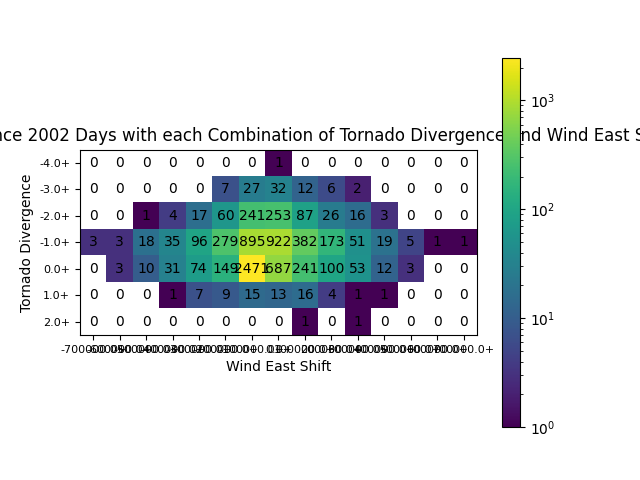 nce 2002 Days with each Combination of Tornado Divergence and Wind East S
-4.0+ 0 0 0 0 0 0 0 1 0 0 0 0 0 0 0
-3.0+ 0 0 0 0 0 7 27 32 12 6 2 0 0 0 0
-2.0+ 0 0 1 4 17 60 241 253 87 26 16 3 0 0 0
-1.0+ 3 3 18 35 96 279 895 922 382 173 51 19 5 1 1
0.0+ 0 3 10 31 74 149 2471 687 241 100 53 12 3 0 0
1.0+ 0 0 0 1 7 9 15 13 16 4 1 1 0 0 0
2.0+ 0 0 0 0 0 0 0 0 1 0 1 0 0 0 0
Tornado Divergence
Wind East Shift
10³
10²
10¹
10⁰